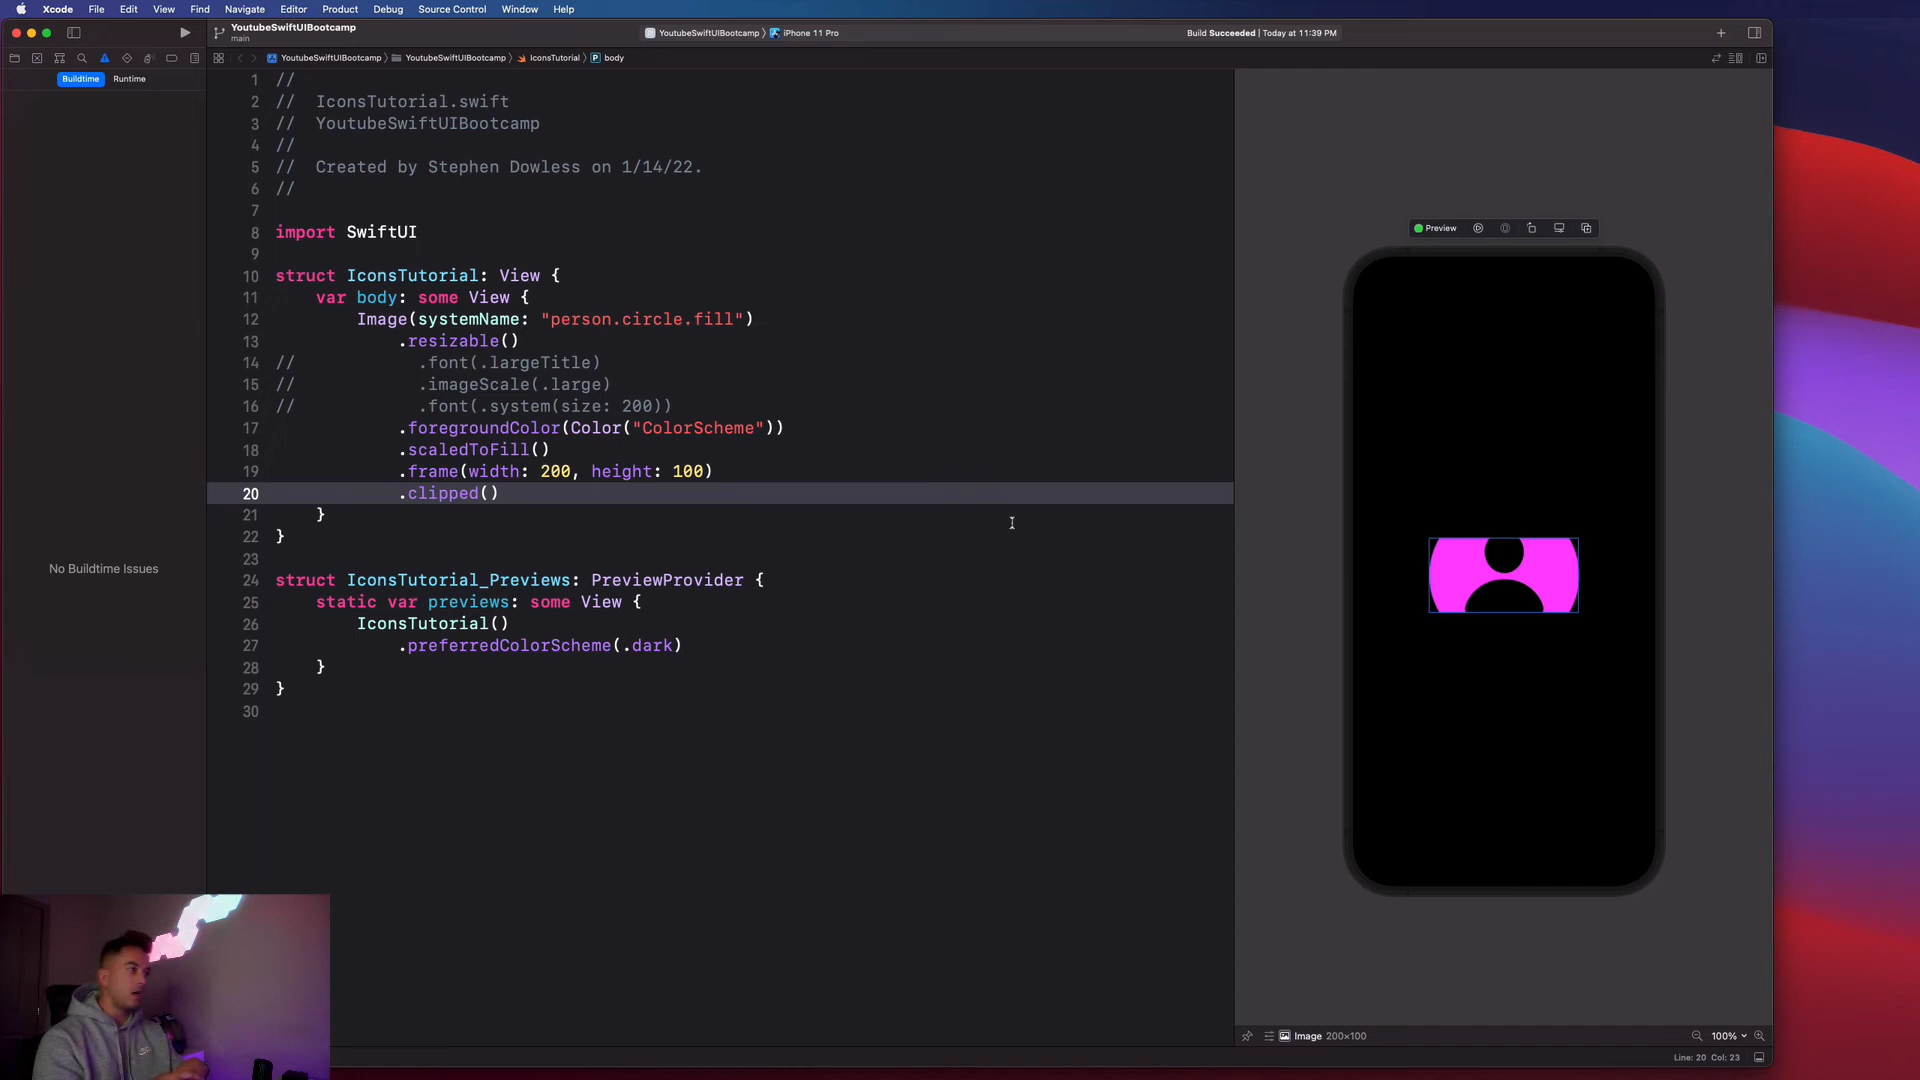 Xcode File Edit View Find Navigate Editor Product Debug Source Control Window Help
YoutubeSwiftUIBootcamp
main
YoutubeSwiftUIBootcamp 〉 iPhone 11 Pro
Build Succeeded | Today at 11:39 PM
YoutubeSwiftUIBootcamp 〉 YoutubeSwiftUIBootcamp 〉 IconsTutorial 〉 P body
Buildtime Runtime
No Buildtime Issues
1 //
2 //  IconsTutorial.swift
3 //  YoutubeSwiftUIBootcamp
4 //
5 //  Created by Stephen Dowless on 1/14/22.
6 //
7
8 import SwiftUI
9
10 struct IconsTutorial: View {
11     var body: some View {
12         Image(systemName: "person.circle.fill")
13             .resizable()
14 //            .font(.largeTitle)
15 //            .imageScale(.large)
16 //            .font(.system(size: 200))
17             .foregroundColor(Color("ColorScheme"))
18             .scaledToFill()
19             .frame(width: 200, height: 100)
20             .clipped()
21     }
22 }
23
24 struct IconsTutorial_Previews: PreviewProvider {
25     static var previews: some View {
26         IconsTutorial()
27             .preferredColorScheme(.dark)
28     }
29 }
30
Preview
Image 200x100
100%
Line: 20 Col: 23